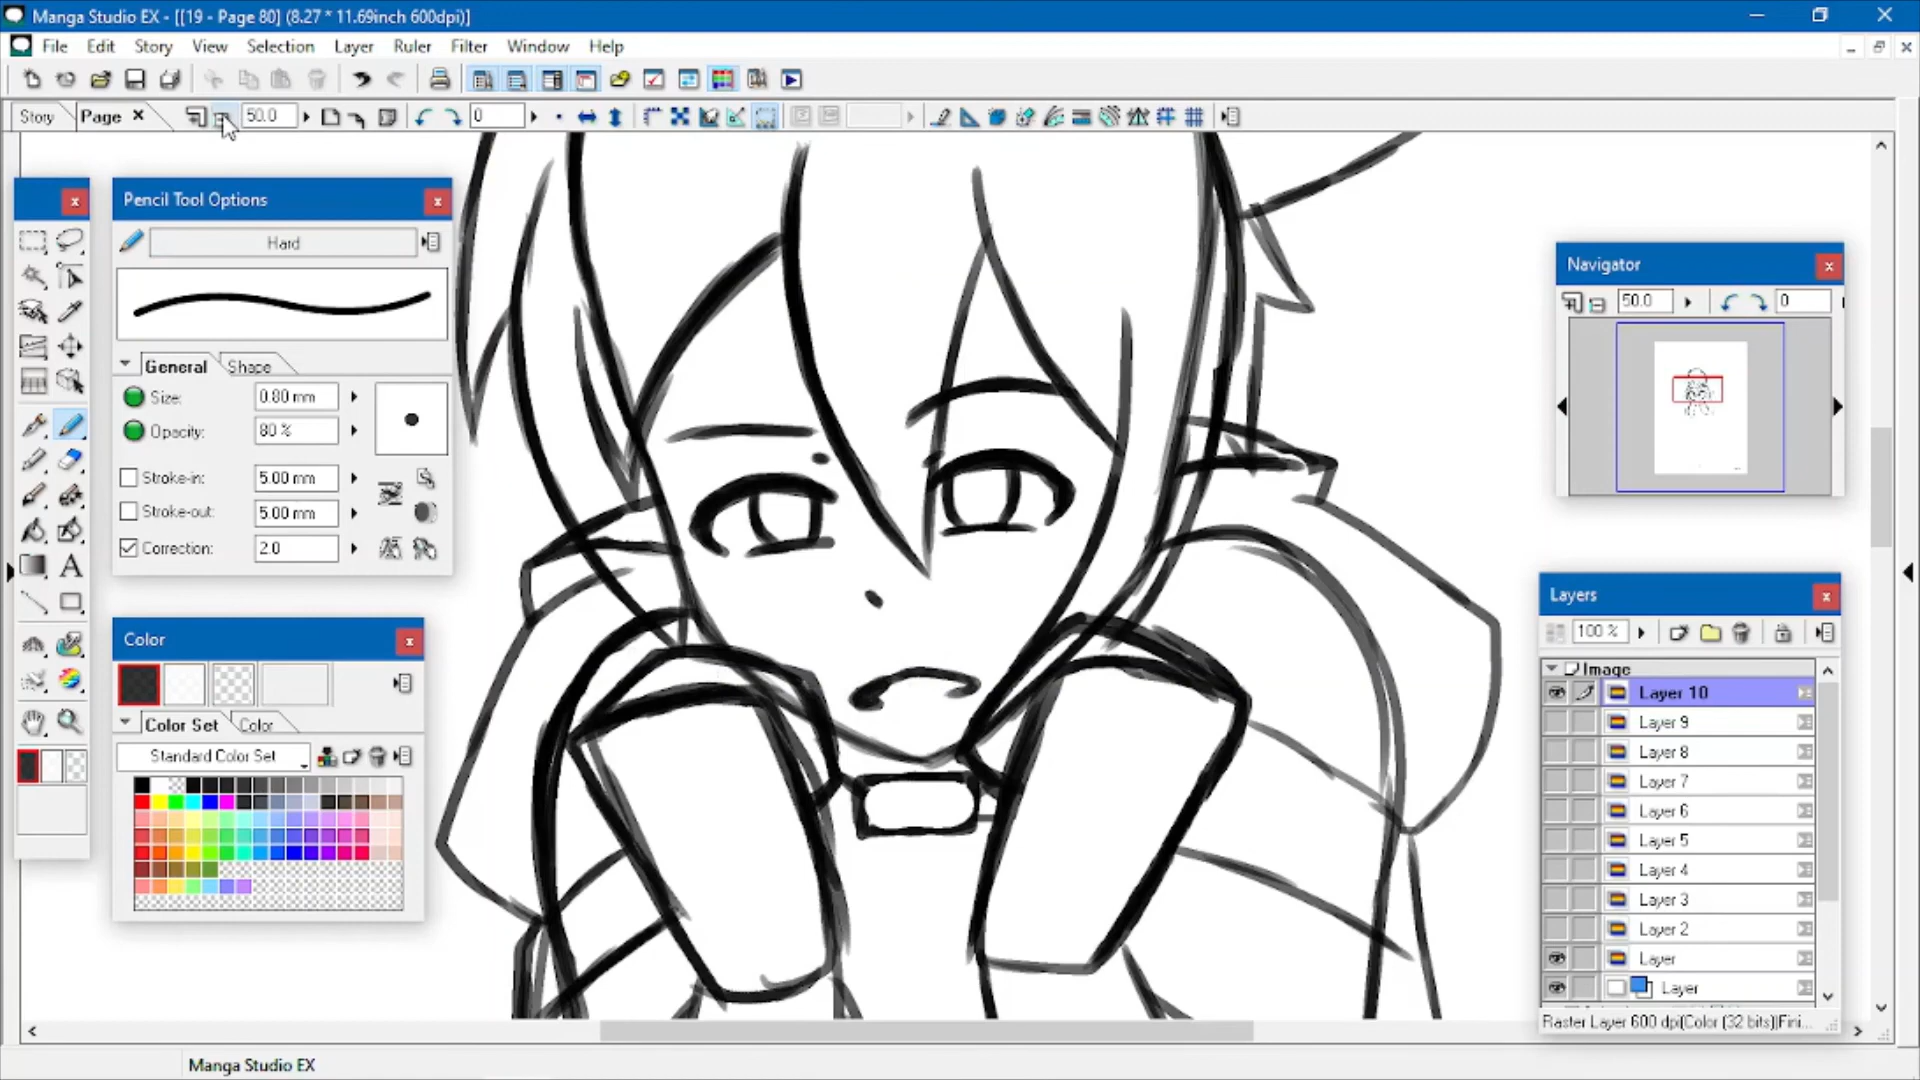 Manga Studio EX - [[19 - Page 80] (8.27 * 11.69inch 600dpi)]
File Edit Story View Selection Layer Ruler Filter Window Help
Story Page 50.0 0
Pencil Tool Options
Hard
General Shape
Size: 0.80 mm
Opacity: 80 %
Stroke-in: 5.00 mm
Stroke-out: 5.00 mm
Correction: 2.0
Color
Color Set Color
Standard Color Set
Navigator
50.0 0
Layers
100 %
Image
Layer 10
Layer 9
Layer 8
Layer 7
Layer 6
Layer 5
Layer 4
Layer 3
Layer 2
Layer
Layer
Raster Layer 600 dpi(Color (32 bits))Fini...
Manga Studio EX